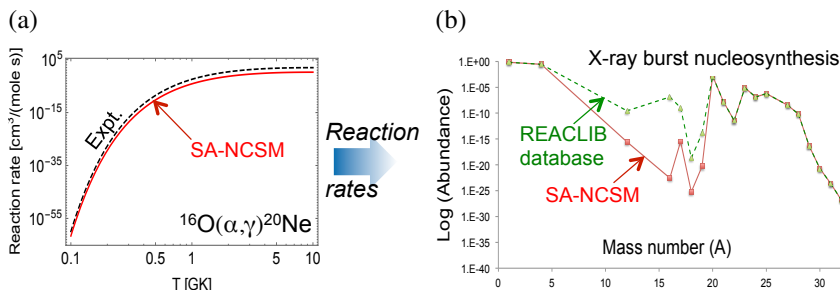 (a)
Reaction rate [cm³/(mole s)]
10⁵
10⁻¹⁵
10⁻³⁵
10⁻⁵⁵
Expt.
SA-NCSM
¹⁶O(α,γ)²⁰Ne
0.1
0.5
1
5
10
T [GK]
Reaction
rates
(b)
X-ray burst nucleosynthesis
Log (Abundance)
1.E+00
1.E-05
1.E-10
1.E-15
1.E-20
1.E-25
1.E-30
1.E-35
1.E-40
REACLIB
database
SA-NCSM
Mass number (A)
0
5
10
15
20
25
30